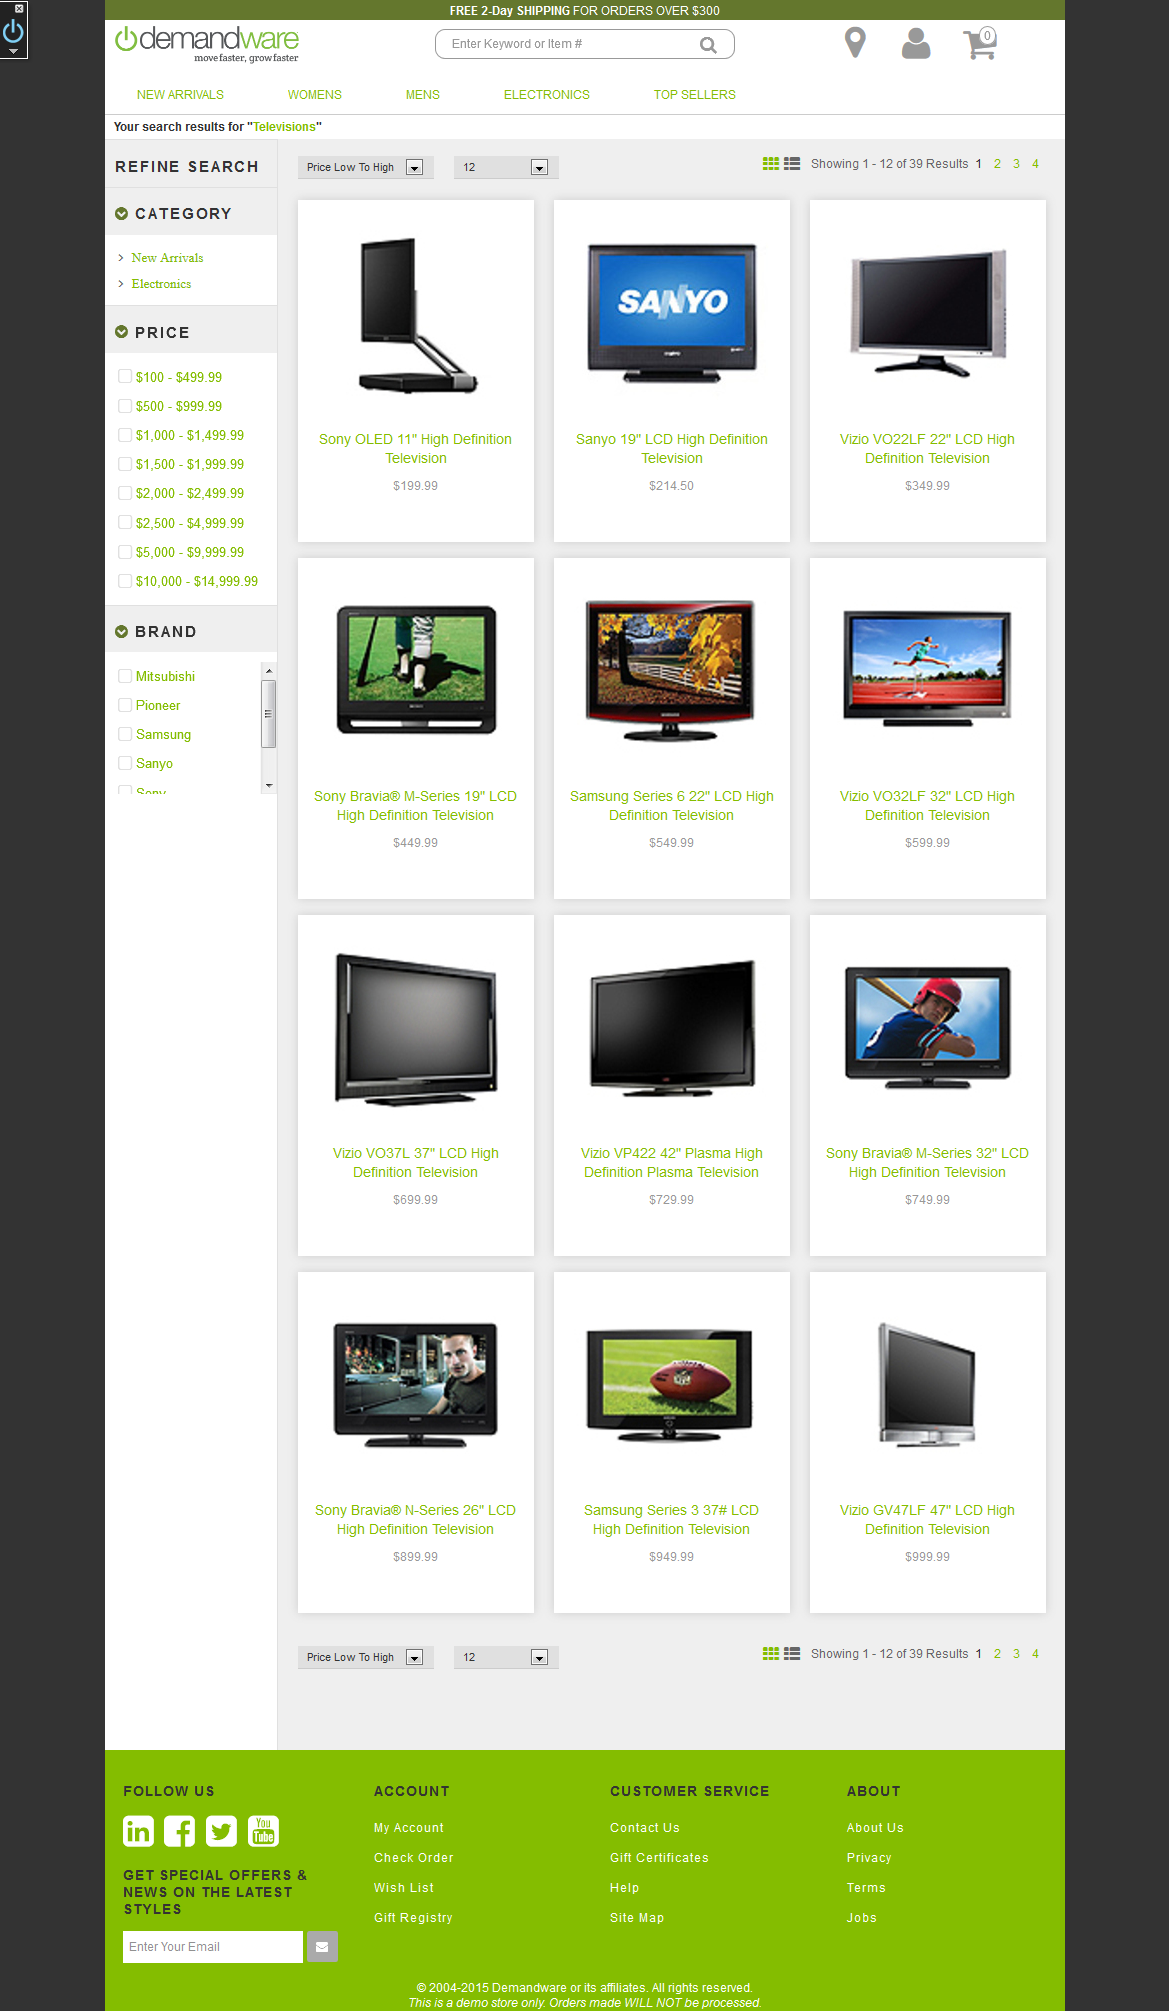 FREE 2-Day SHIPPING FOR ORDERS OVER $300
demandware
move faster, grow faster
Enter Keyword or Item #
0
NEW ARRIVALS
WOMENS
MENS
ELECTRONICS
TOP SELLERS
Your search results for "Televisions"
REFINE SEARCH
CATEGORY
New Arrivals
Electronics
PRICE
$100 - $499.99
$500 - $999.99
$1,000 - $1,499.99
$1,500 - $1,999.99
$2,000 - $2,499.99
$2,500 - $4,999.99
$5,000 - $9,999.99
$10,000 - $14,999.99
BRAND
Mitsubishi
Pioneer
Samsung
Sanyo
Sony
Price Low To High
12
Showing 1 - 12 of 39 Results 1 2 3 4
Sony OLED 11" High Definition
Television
$199.99
SANYO
Sanyo 19" LCD High Definition
Television
$214.50
Vizio VO22LF 22" LCD High
Definition Television
$349.99
Sony Bravia® M-Series 19" LCD
High Definition Television
$449.99
Samsung Series 6 22" LCD High
Definition Television
$549.99
Vizio VO32LF 32" LCD High
Definition Television
$599.99
Vizio VO37L 37" LCD High
Definition Television
$699.99
Vizio VP422 42" Plasma High
Definition Plasma Television
$729.99
Sony Bravia® M-Series 32" LCD
High Definition Television
$749.99
Sony Bravia® N-Series 26" LCD
High Definition Television
$899.99
Samsung Series 3 37# LCD
High Definition Television
$949.99
Vizio GV47LF 47" LCD High
Definition Television
$999.99
Price Low To High
12
Showing 1 - 12 of 39 Results 1 2 3 4
FOLLOW US
in
You
Tube
GET SPECIAL OFFERS &
NEWS ON THE LATEST
STYLES
Enter Your Email
ACCOUNT
My Account
Check Order
Wish List
Gift Registry
CUSTOMER SERVICE
Contact Us
Gift Certificates
Help
Site Map
ABOUT
About Us
Privacy
Terms
Jobs
© 2004-2015 Demandware or its affiliates. All rights reserved.
This is a demo store only. Orders made WILL NOT be processed.